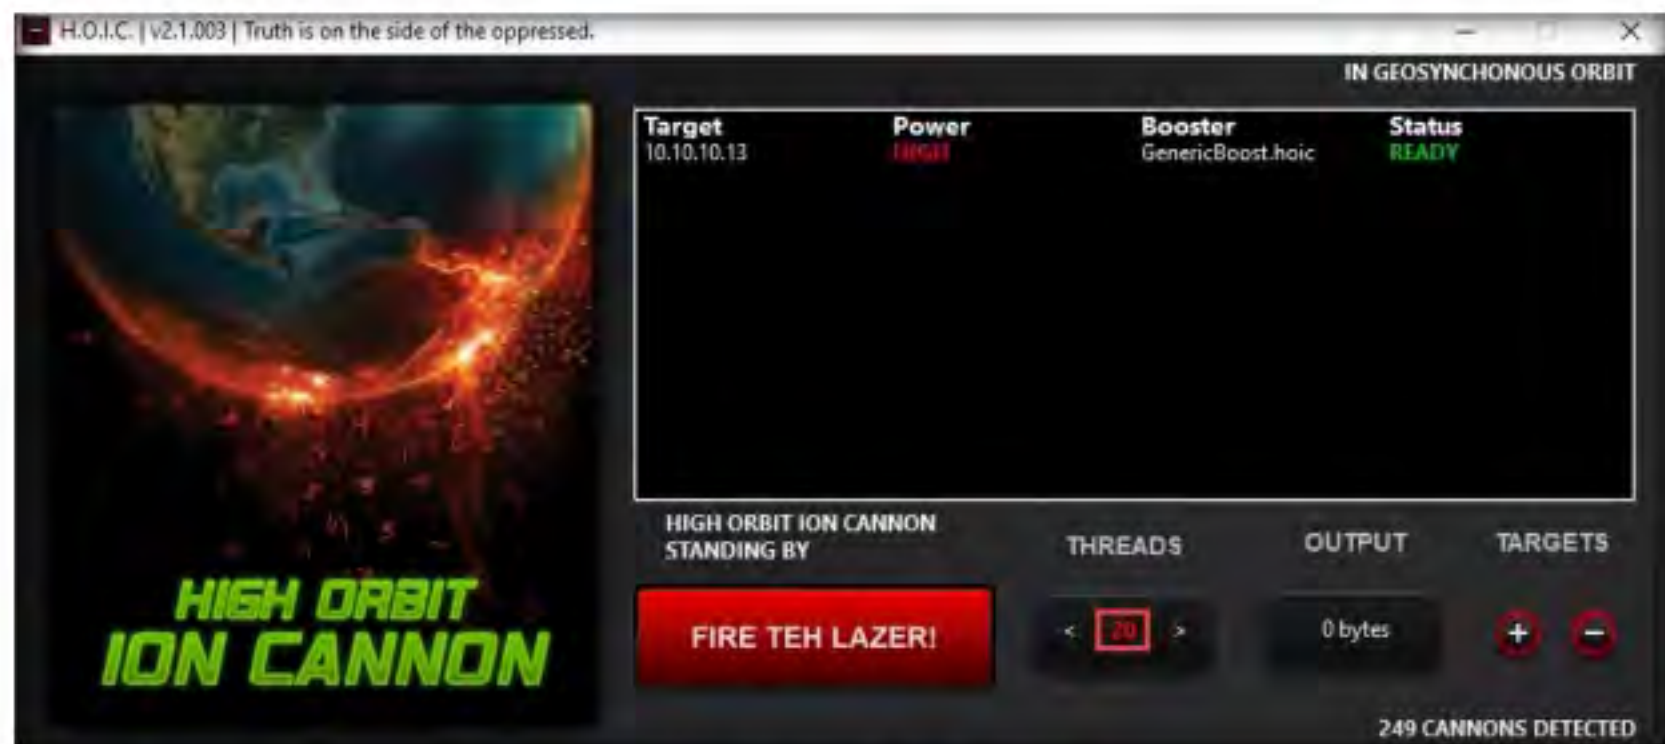 H.O.I.C. | v2.1.003 | Truth is on the side of the oppressed.
IN GEOSYNCHONOUS ORBIT
Target Power Booster Status
10.10.10.13 HIGH GenericBoost.hoic READY
HIGH ORBIT
ION CANNON
HIGH ORBIT ION CANNON
STANDING BY
THREADS
OUTPUT
TARGETS
FIRE TEH LAZER!
< 20 >
0 bytes
+ −
249 CANNONS DETECTED